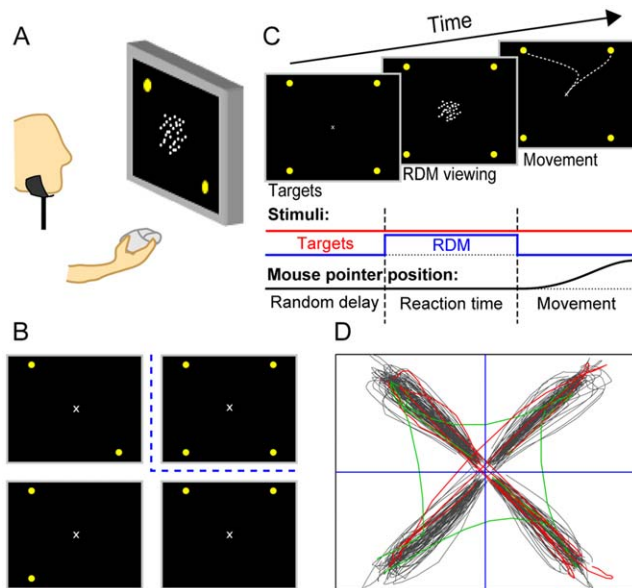 A
C
Time
Targets
RDM viewing
Movement
Stimuli:
Targets
RDM
Mouse pointer position:
Random delay
Reaction time
Movement
B
x
x
x
x
D